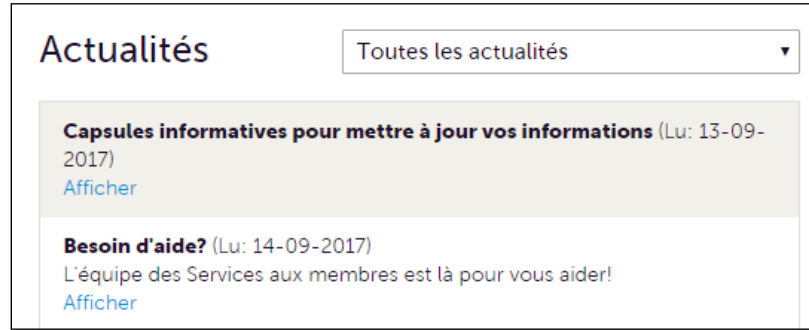 Actualités
Toutes les actualités
Capsules informatives pour mettre à jour vos informations (Lu: 13-09-
2017)
Afficher
Besoin d'aide? (Lu: 14-09-2017)
L'équipe des Services aux membres est là pour vous aider!
Afficher